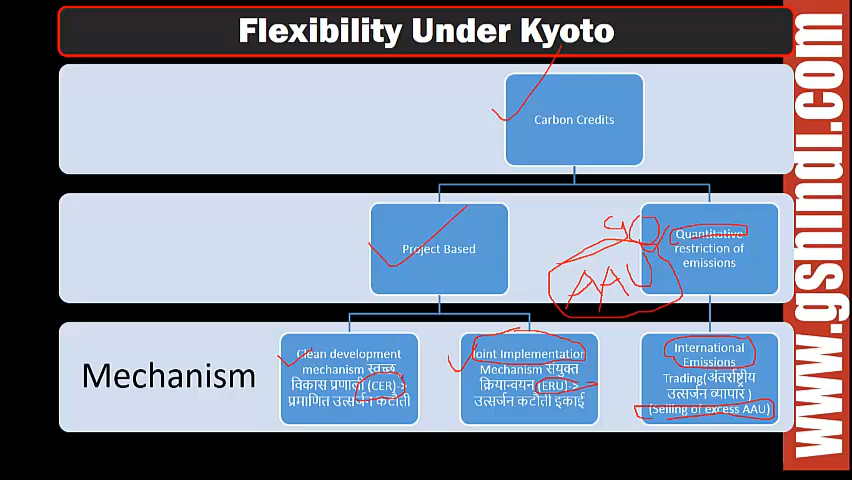 Flexibility Under Kyoto
Carbon Credits
Project Based
Quantitative
restriction of
emissions
AAU
Mechanism
Clean development
mechanism स्वच्छ
विकास प्रणाली (CER)->
प्रमाणित उत्सर्जन कटौती
Joint Implementation
Mechanism संयुक्त
क्रियान्वयन (ERU)->
उत्सर्जन कटौती इकाई
International
Emissions
Trading(अंतर्राष्ट्रीय
उत्सर्जन व्यापार )
(Selling of excess AAU)
www.gshindi.com